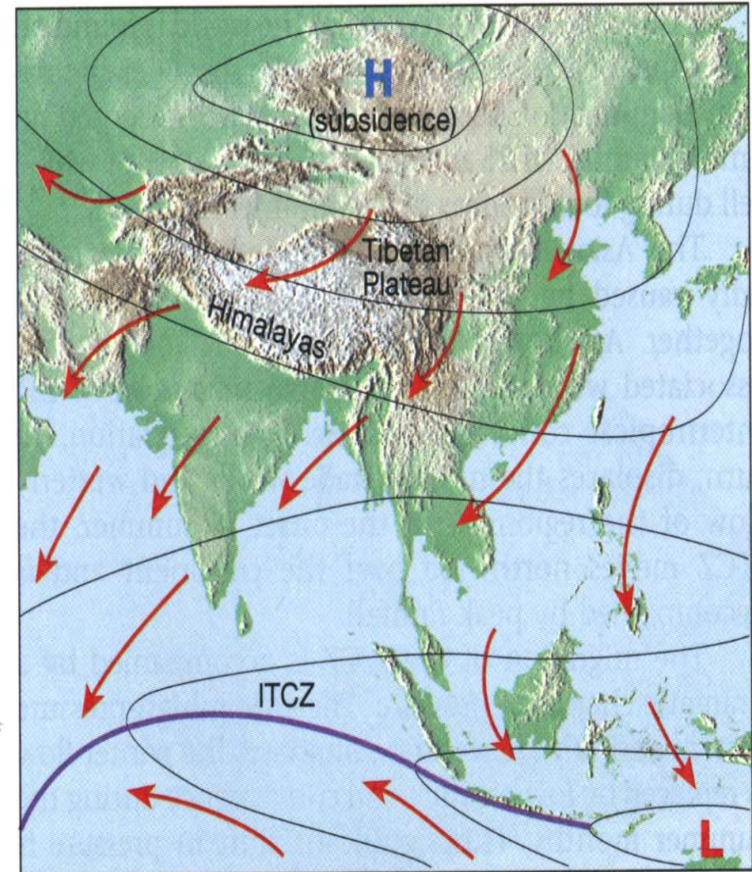 H
(subsidence)
Tibetan
Plateau
Himalayas
ITCZ
L